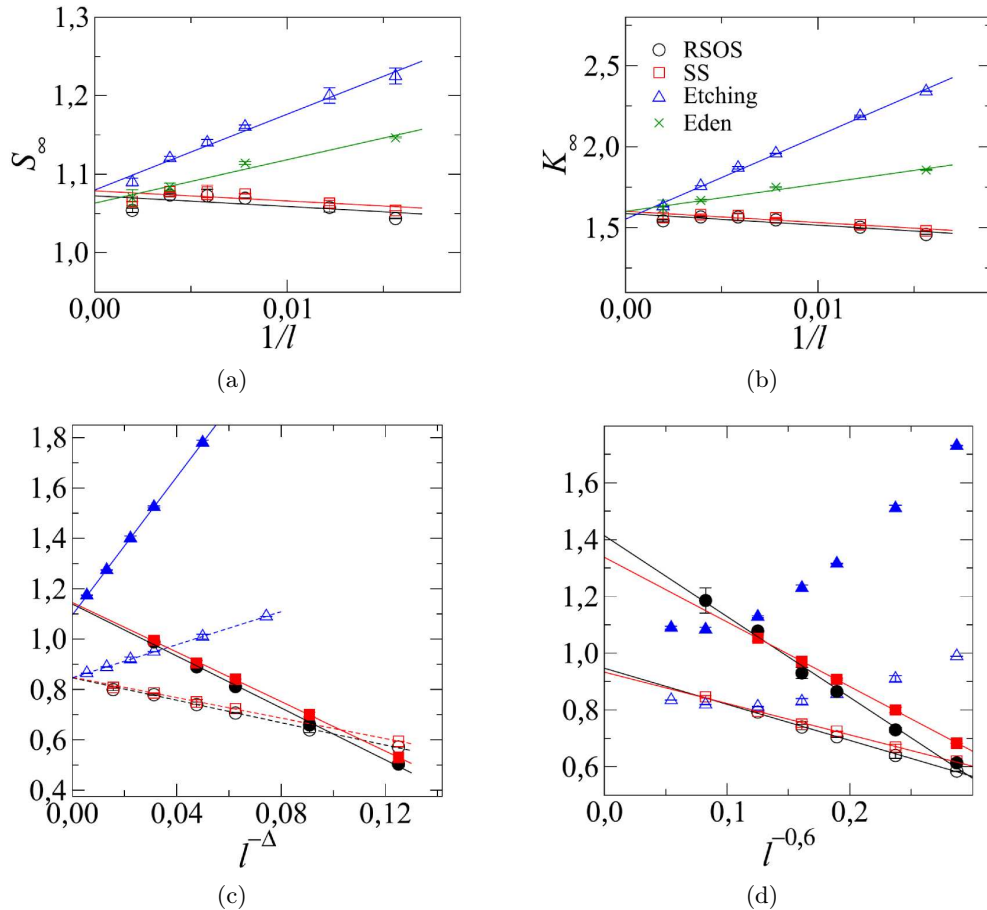 1,3
1,2
1,1
1,0
S∞
0,00
0,01
1/l
(a)
2,5
2,0
1,5
K∞
RSOS
SS
Etching
Eden
0,00
0,01
1/l
(b)
1,8
1,6
1,4
1,2
1,0
0,8
0,6
0,4
0,00
0,04
0,08
0,12
l^-Δ
(c)
1,6
1,4
1,2
1,0
0,8
0,6
0,0
0,1
0,2
l^-0,6
(d)